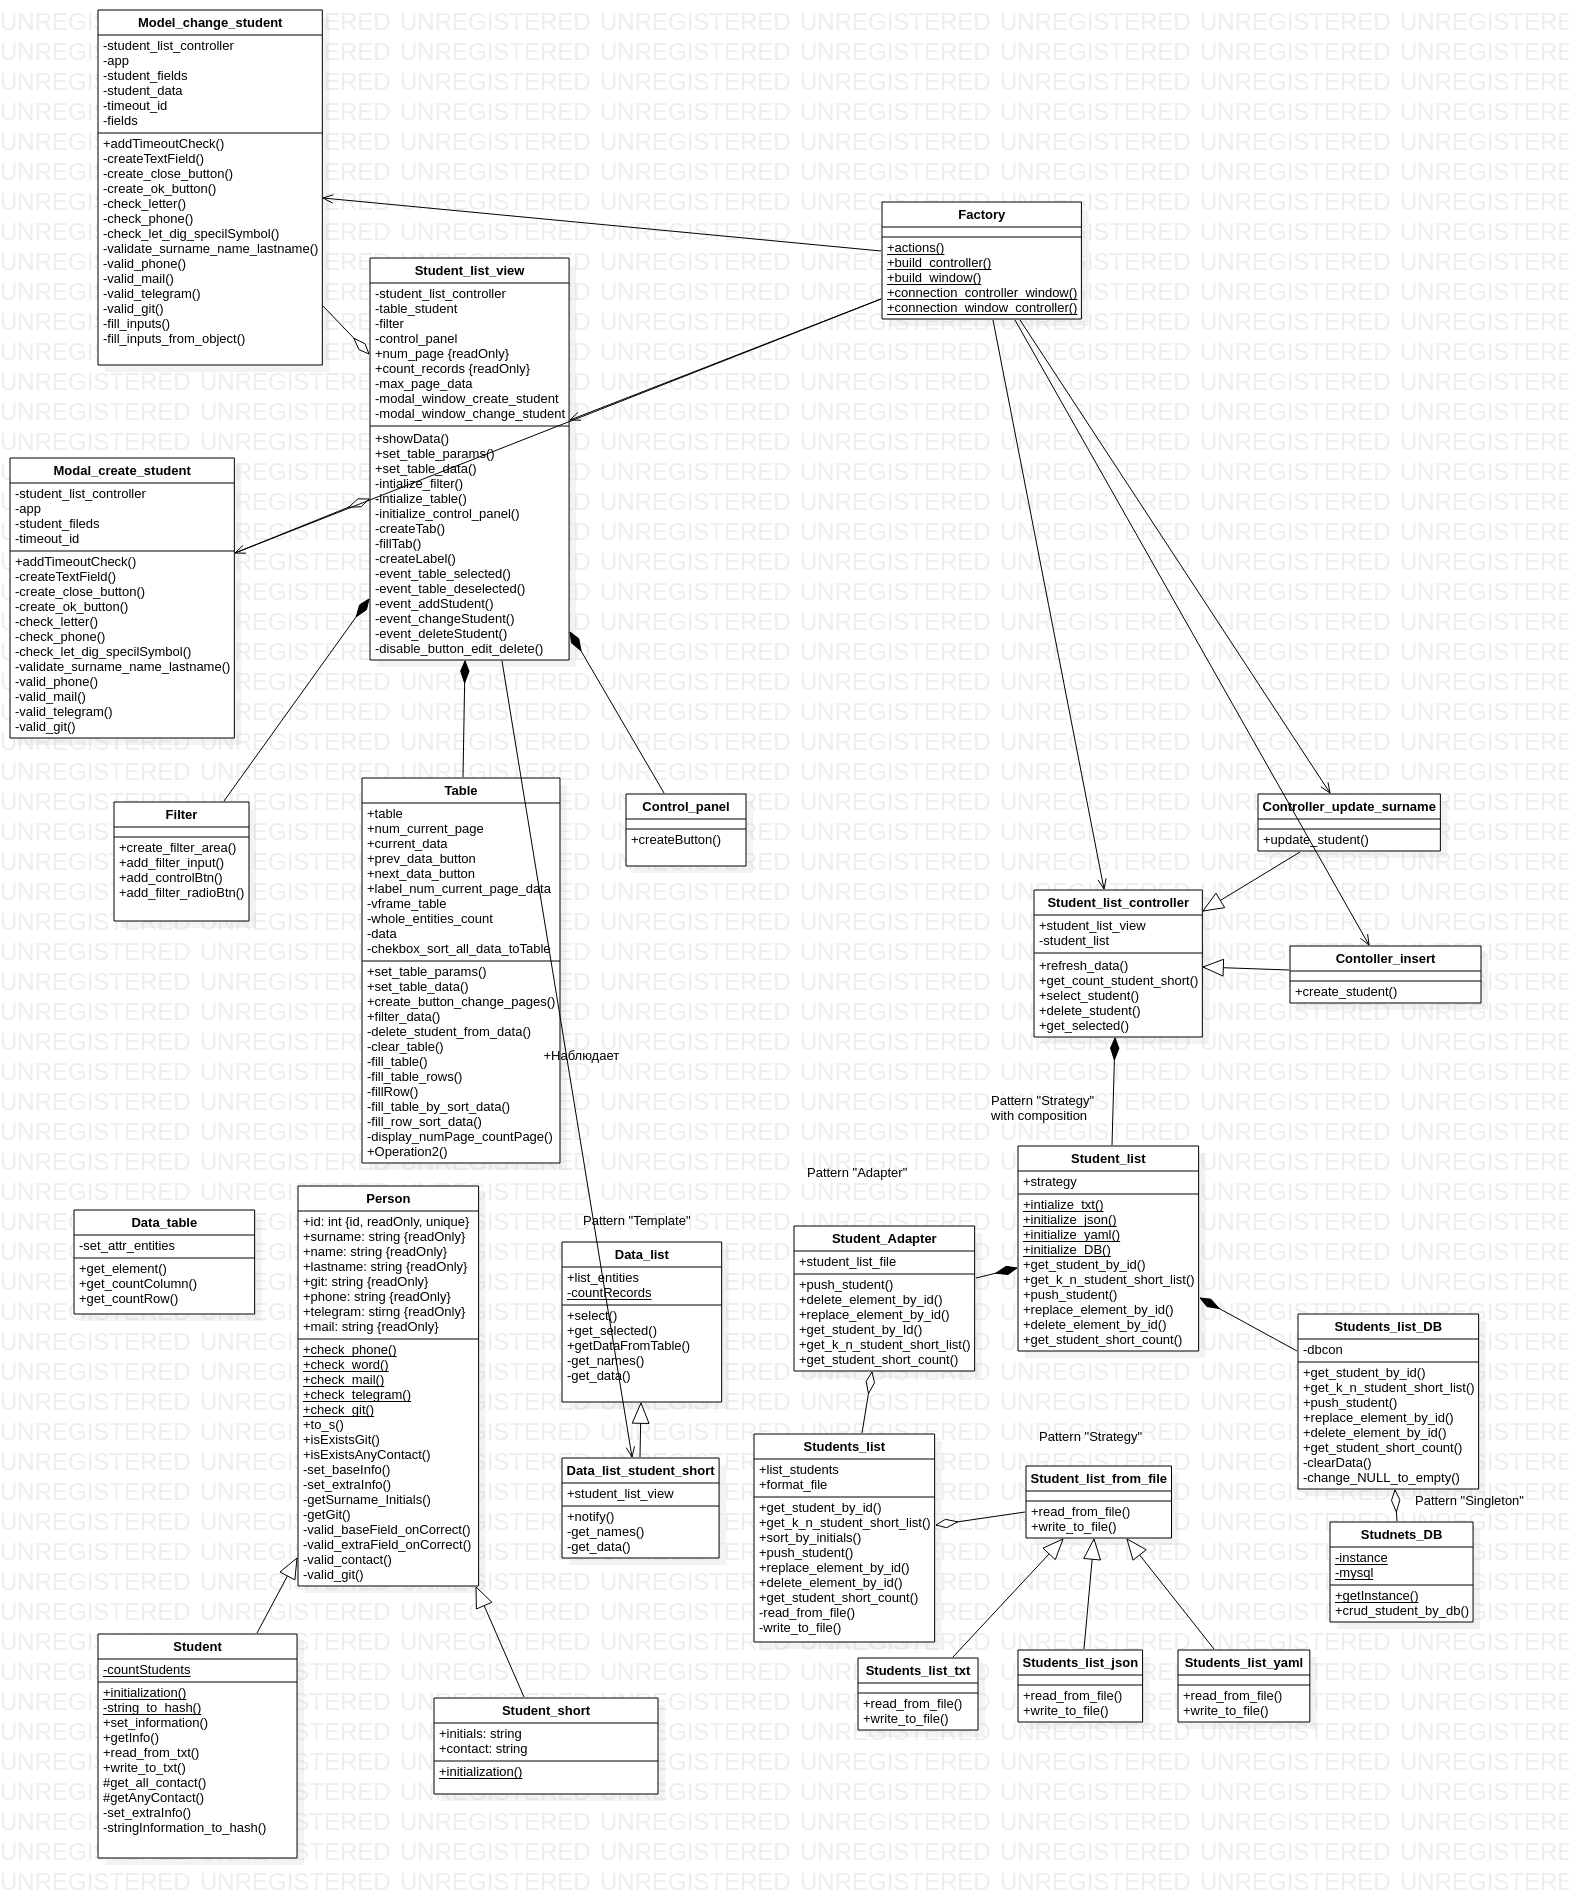 Model_change_student
-student_list_controller
-app
-student_fields
-student_data
-timeout_id
-fields
+addTimeoutCheck()
-createTextField()
-create_close_button()
-create_ok_button()
-check_letter()
-check_phone()
-check_let_dig_specilSymbol()
-validate_surname_name_lastname()
-valid_phone()
-valid_mail()
-valid_telegram()
-valid_git()
-fill_inputs()
-fill_inputs_from_object()
Factory
+actions()
+build_controller()
+build_window()
+connection_controller_window()
+connection_window_controller()
Student_list_view
-student_list_controller
-table_student
-filter
-control_panel
+num_page {readOnly}
+count_records {readOnly}
-max_page_data
-modal_window_create_student
-modal_window_change_student
+showData()
+set_table_params()
+set_table_data()
-intialize_filter()
-intialize_table()
-initialize_control_panel()
-createTab()
-fillTab()
-createLabel()
-event_table_selected()
-event_table_deselected()
-event_addStudent()
-event_changeStudent()
-event_deleteStudent()
-disable_button_edit_delete()
Modal_create_student
-student_list_controller
-app
-student_fileds
-timeout_id
+addTimeoutCheck()
-createTextField()
-create_close_button()
-create_ok_button()
-check_letter()
-check_phone()
-check_let_dig_specilSymbol()
-validate_surname_name_lastname()
-valid_phone()
-valid_mail()
-valid_telegram()
-valid_git()
Filter
+create_filter_area()
+add_filter_input()
+add_controlBtn()
+add_filter_radioBtn()
Table
+table
+num_current_page
+current_data
+prev_data_button
+next_data_button
+label_num_current_page_data
-vframe_table
-whole_entities_count
-data
-chekbox_sort_all_data_toTable
+set_table_params()
+set_table_data()
+create_button_change_pages()
+filter_data()
-delete_student_from_data()
-clear_table()
-fill_table()
-fill_table_rows()
-fillRow()
-fill_table_by_sort_data()
-fill_row_sort_data()
-display_numPage_countPage()
+Operation2()
+Наблюдает
Control_panel
+createButton()
Controller_update_surname
+update_student()
Student_list_controller
+student_list_view
-student_list
+refresh_data()
+get_count_student_short()
+select_student()
+delete_student()
+get_selected()
Contoller_insert
+create_student()
Pattern "Strategy"
with composition
Pattern "Adapter"
Student_list
+strategy
+intialize_txt()
+initialize_json()
+initialize_yaml()
+initialize_DB()
+get_student_by_id()
+get_k_n_student_short_list()
+push_student()
+replace_element_by_id()
+delete_element_by_id()
+get_student_short_count()
Data_table
-set_attr_entities
+get_element()
+get_countColumn()
+get_countRow()
Person
+id: int {id, readOnly, unique}
+surname: string {readOnly}
+name: string {readOnly}
+lastname: string {readOnly}
+git: string {readOnly}
+phone: string {readOnly}
+telegram: stirng {readOnly}
+mail: string {readOnly}
+check_phone()
+check_word()
+check_mail()
+check_telegram()
+check_git()
+to_s()
+isExistsGit()
+isExistsAnyContact()
-set_baseInfo()
-set_extraInfo()
-getSurname_Initials()
-getGit()
-valid_baseField_onCorrect()
-valid_extraField_onCorrect()
-valid_contact()
-valid_git()
Pattern "Template"
Data_list
+list_entities
-countRecords
+select()
+get_selected()
+getDataFromTable()
-get_names()
-get_data()
Data_list_student_short
+student_list_view
+notify()
-get_names()
-get_data()
Student_Adapter
+student_list_file
+push_student()
+delete_element_by_id()
+replace_element_by_id()
+get_student_by_Id()
+get_k_n_student_short_list()
+get_student_short_count()
Students_list_DB
-dbcon
+get_student_by_id()
+get_k_n_student_short_list()
+push_student()
+replace_element_by_id()
+delete_element_by_id()
+get_student_short_count()
-clearData()
-change_NULL_to_empty()
Students_list
+list_students
+format_file
+get_student_by_id()
+get_k_n_student_short_list()
+sort_by_initials()
+push_student()
+replace_element_by_id()
+delete_element_by_id()
+get_student_short_count()
-read_from_file()
-write_to_file()
Pattern "Strategy"
Student_list_from_file
+read_from_file()
+write_to_file()
Pattern "Singleton"
Studnets_DB
-instance
-mysql
+getInstance()
+crud_student_by_db()
Student
-countStudents
+initialization()
-string_to_hash()
+set_information()
+getInfo()
+read_from_txt()
+write_to_txt()
#get_all_contact()
#getAnyContact()
-set_extraInfo()
-stringInformation_to_hash()
Student_short
+initials: string
+contact: string
+initialization()
Students_list_txt
+read_from_file()
+write_to_file()
Students_list_json
+read_from_file()
+write_to_file()
Students_list_yaml
+read_from_file()
+write_to_file()